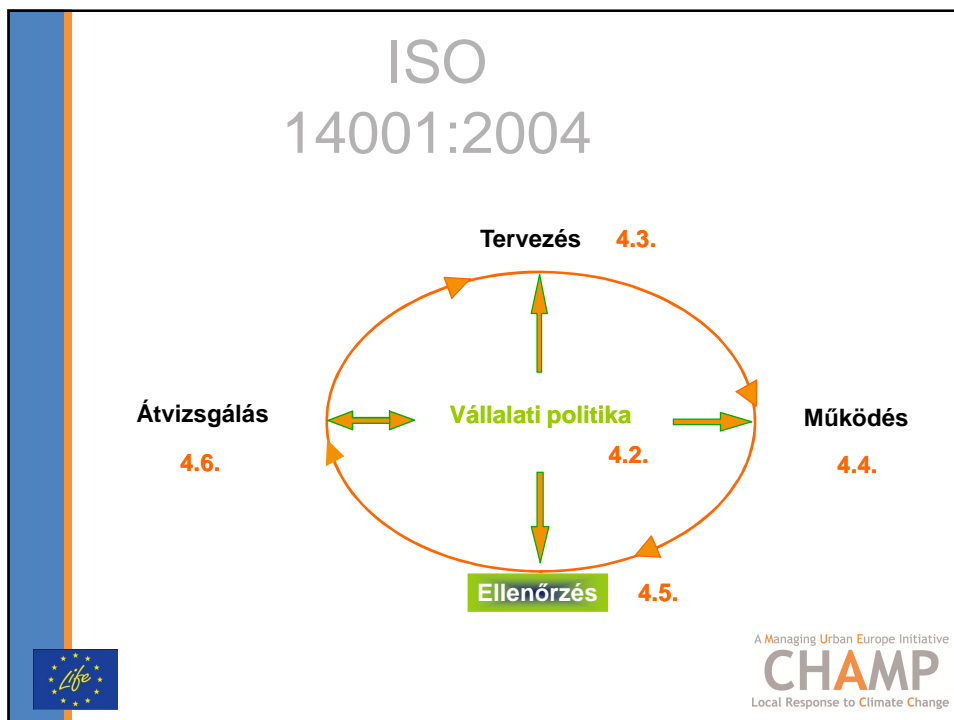 ISO
14001:2004
Tervezés 4.3.
Átvizsgálás
4.6.
Vállalati politika
4.2.
Működés
4.4.
Ellenőrzés 4.5.
Life
A Managing Urban Europe Initiative
CHAMP
Local Response to Climate Change